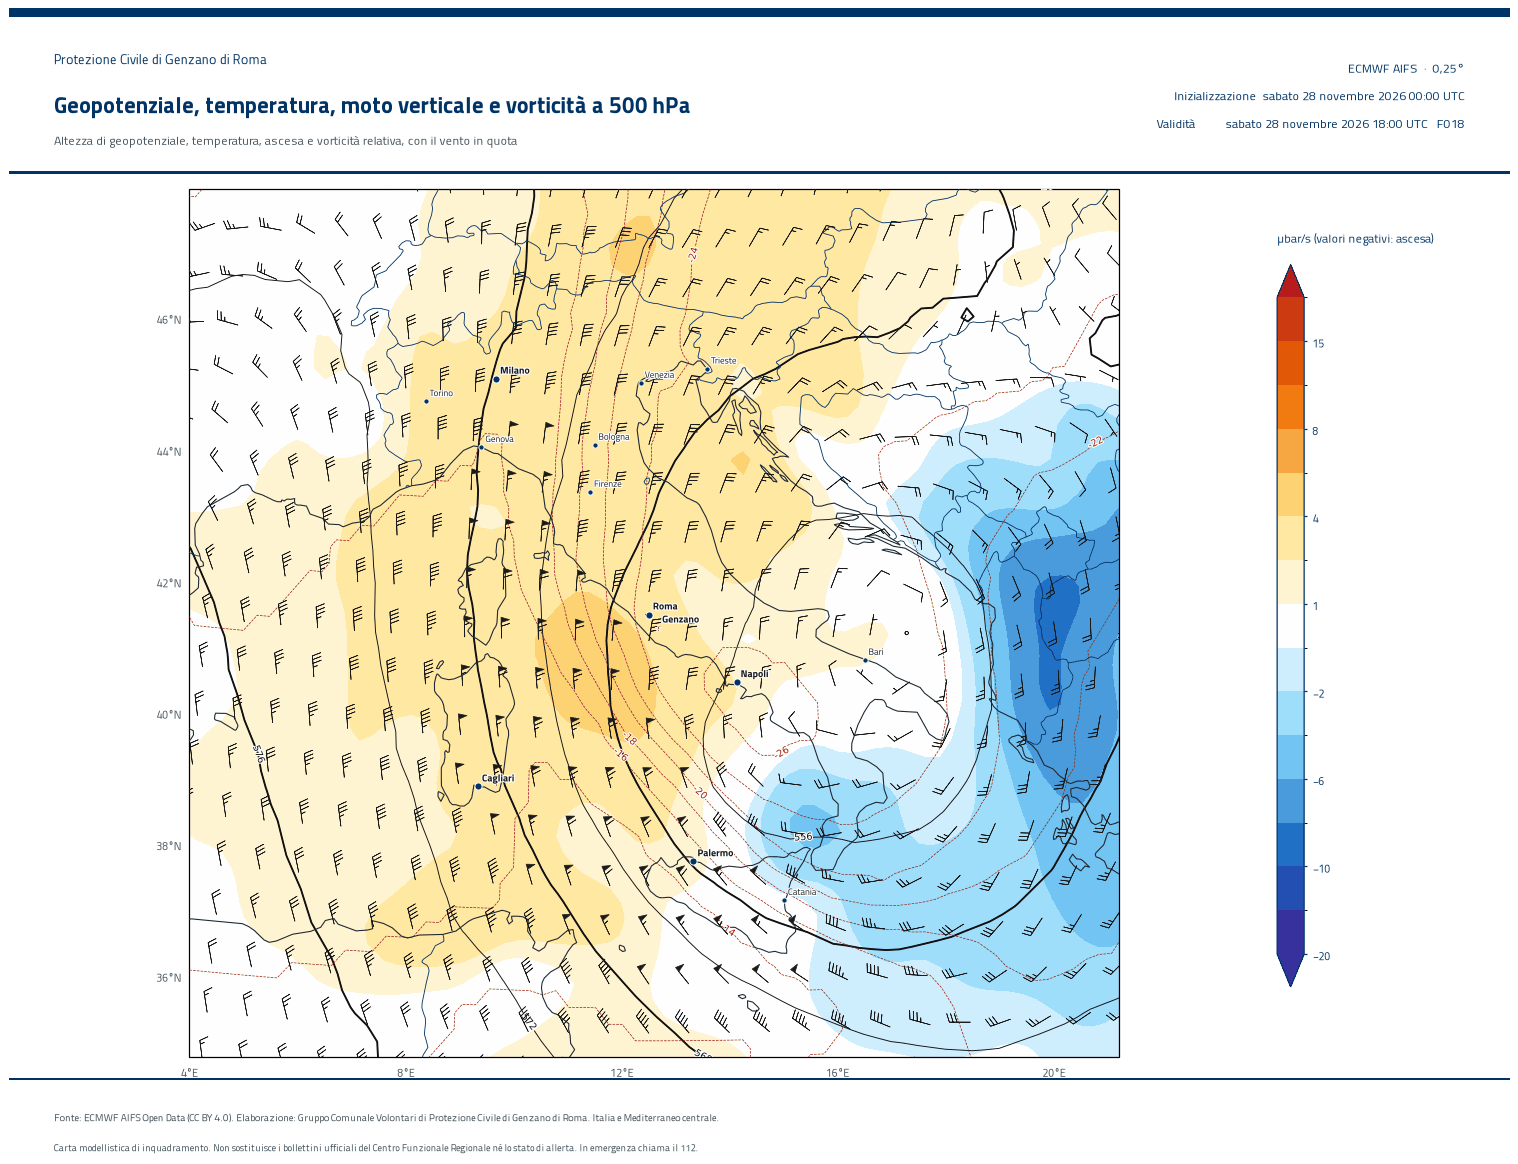 Protezione Civile di Genzano di Roma
ECMWF AIFS · 0,25°
Geopotenziale, temperatura, moto verticale e vorticità a 500 hPa
Inizializzazione sabato 28 novembre 2026 00:00 UTC
Validità sabato 28 novembre 2026 18:00 UTC F018
Altezza di geopotenziale, temperatura, ascesa e vorticità relativa, con il vento in quota
µbar/s (valori negativi: ascesa)
-24
46°N
15
Trieste
Milano
Venezia
Torino
8
Genova
Bologna
-22
44°N
Firenze
4
42°N
Roma
1
Genzano
Bari
Napoli
-2
40°N
-18
576
-16
-26
Cagliari
-6
-20
556
38°N
Palermo
-10
Catania
-14
36°N
-20
572
568
4°E
8°E
12°E
16°E
20°E
Fonte: ECMWF AIFS Open Data (CC BY 4.0). Elaborazione: Gruppo Comunale Volontari di Protezione Civile di Genzano di Roma. Italia e Mediterraneo centrale.
Carta modellistica di inquadramento. Non sostituisce i bollettini ufficiali del Centro Funzionale Regionale né lo stato di allerta. In emergenza chiama il 112.